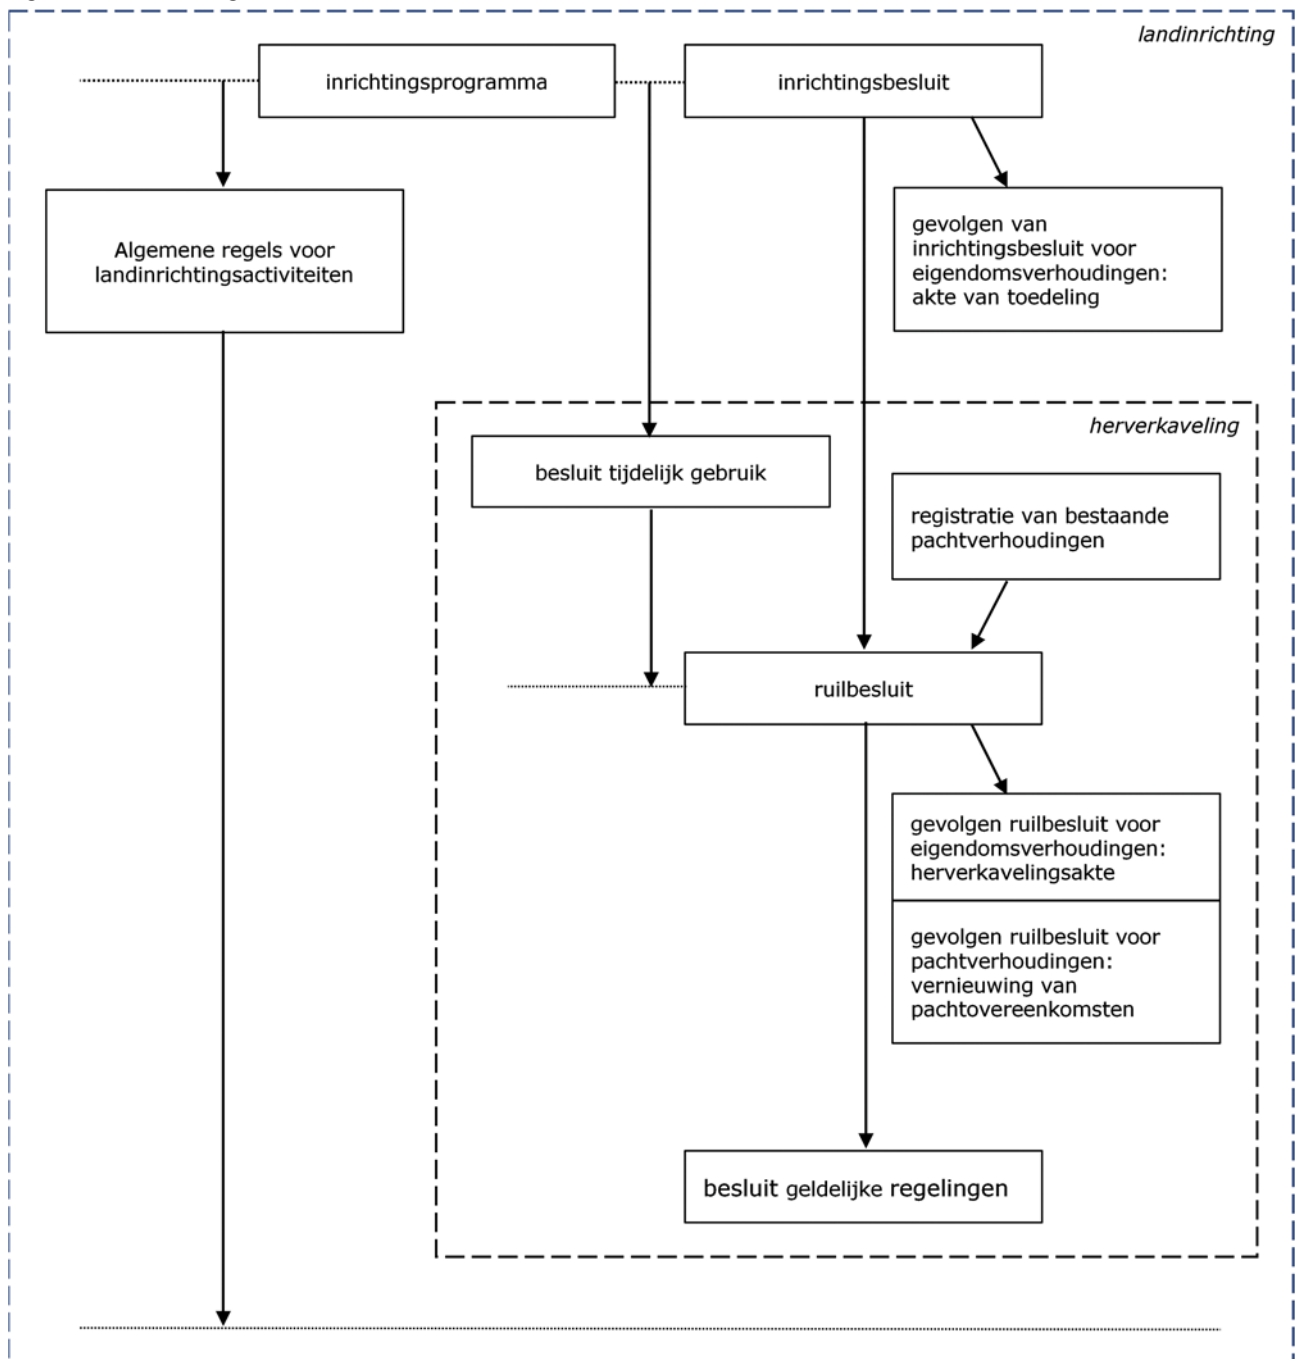 landinrichting
inrichtingsprogramma
inrichtingsbesluit
Algemene regels voor
landinrichtingsactiviteiten
gevolgen van
inrichtingsbesluit voor
eigendomsverhoudingen:
akte van toedeling
herverkaveling
besluit tijdelijk gebruik
registratie van bestaande
pachtverhoudingen
ruilbesluit
gevolgen ruilbesluit voor
eigendomsverhoudingen:
herverkavelingsakte
gevolgen ruilbesluit voor
pachtverhoudingen:
vernieuwing van
pachtovereenkomsten
besluit geldelijke regelingen